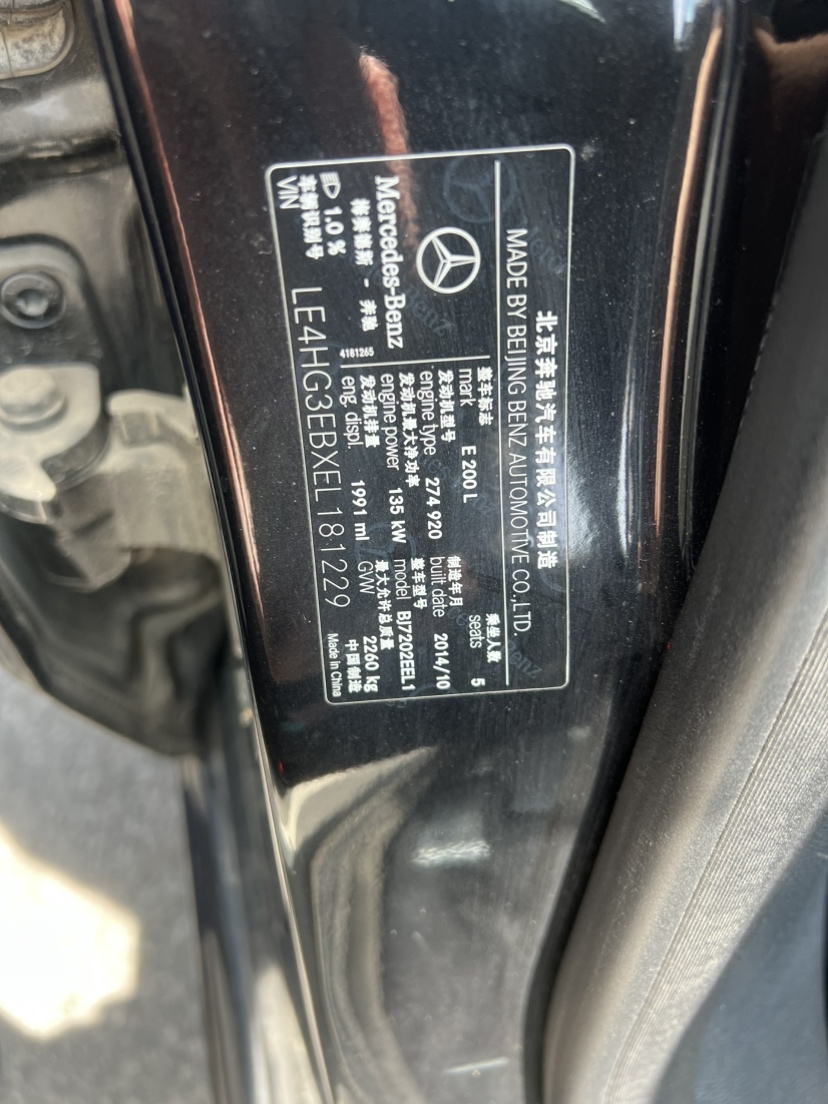 北京奔驰汽车有限公司制造
MADE BY BEIJING BENZ AUTOMOTIVE CO.,LTD.
Mercedes-Benz
梅赛德斯 - 奔驰
4181265
整车标志
mark E 200 L
乘坐人数
seats 5
发动机型号
engine type 274 920
制造年月
built date 2014/10
发动机最大净功率
engine power 135 kW
整车型号
model BJ7202EEL1
发动机排量
eng. displ. 1991 ml
最大允许总质量
GVW 2260 kg
1.0 %
中国制造
Made in China
车辆识别号
VIN LE4HG3EBXEL181229